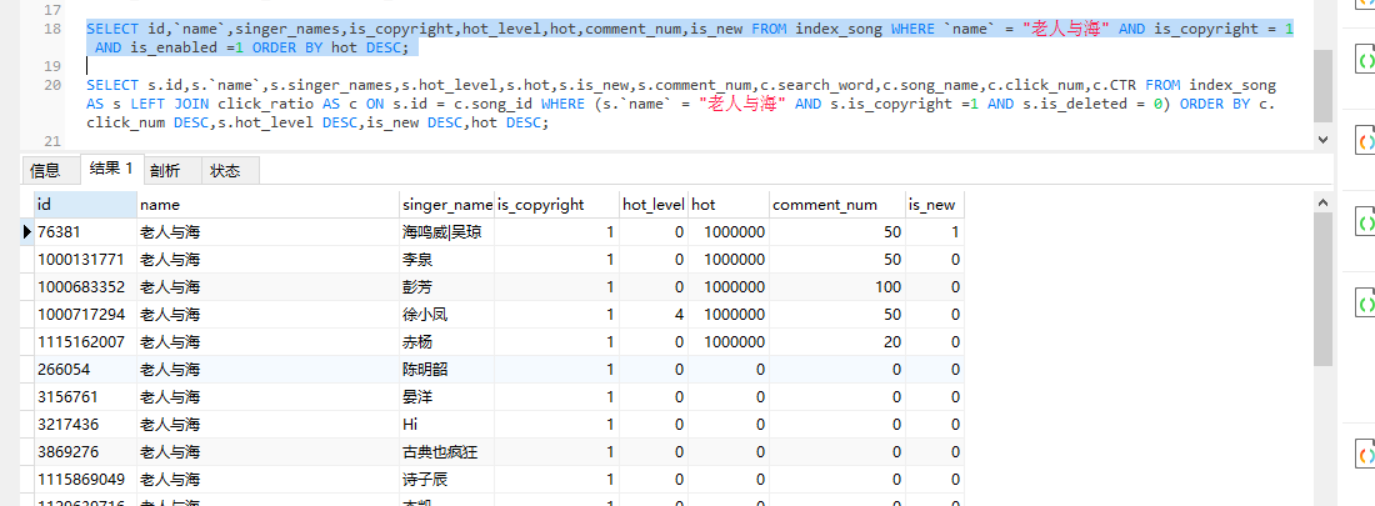 17
18 SELECT id,`name`,singer_names,is_copyright,hot_level,hot,comment_num,is_new FROM index_song WHERE `name` = "老人与海" AND is_copyright = 1
AND is_enabled =1 ORDER BY hot DESC;
19
20 SELECT s.id,s.`name`,s.singer_names,s.hot_level,s.hot,s.is_new,s.comment_num,c.search_word,c.song_name,c.click_num,c.CTR FROM index_song
AS s LEFT JOIN click_ratio AS c ON s.id = c.song_id WHERE (s.`name` = "老人与海" AND s.is_copyright =1 AND s.is_deleted = 0) ORDER BY c.
click_num DESC,s.hot_level DESC,is_new DESC,hot DESC;
21
信息 结果 1 剖析 状态
id name singer_name is_copyright hot_level hot comment_num is_new
76381 老人与海 海鸣威|吴琼 1 0 1000000 50 1
1000131771 老人与海 李泉 1 0 1000000 50 0
1000683352 老人与海 彭芳 1 0 1000000 100 0
1000717294 老人与海 徐小凤 1 4 1000000 50 0
1115162007 老人与海 赤杨 1 0 1000000 20 0
266054 老人与海 陈明韶 1 0 0 0 0
3156761 老人与海 晏洋 1 0 0 0 0
3217436 老人与海 Hi 1 0 0 0 0
3869276 老人与海 古典也疯狂 1 0 0 0 0
1115869049 老人与海 诗子辰 1 0 0 0 0
老人与海 1 0 0 0 0